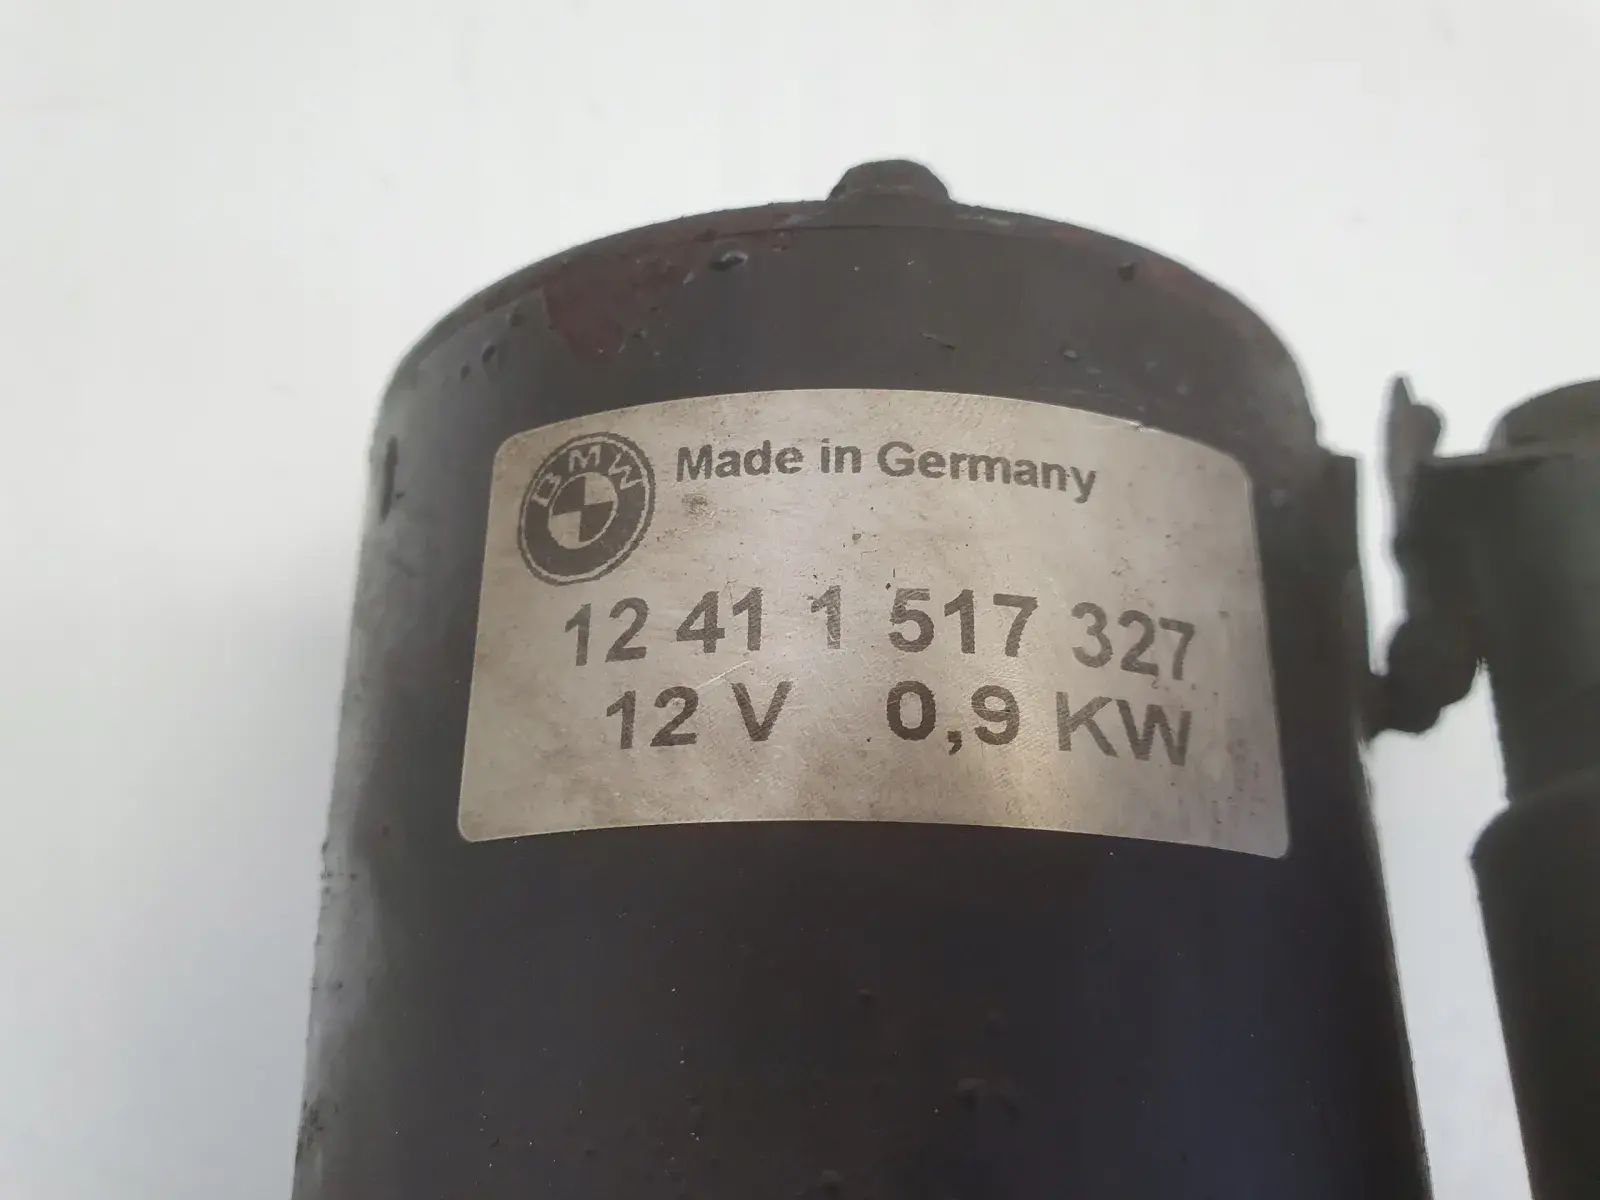 BMW
Made in Germany
12 41 1 517 327
12 V 0,9 KW